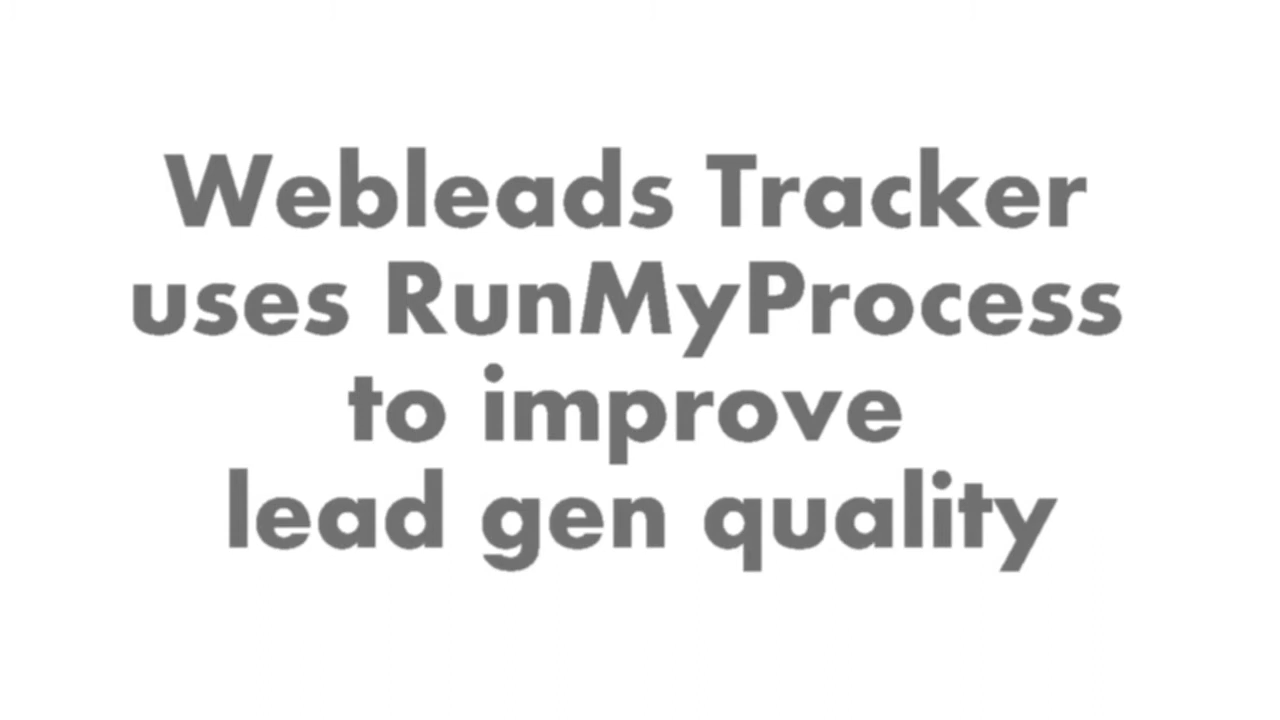 Webleads Tracker
uses RunMyProcess
to improve
lead gen quality